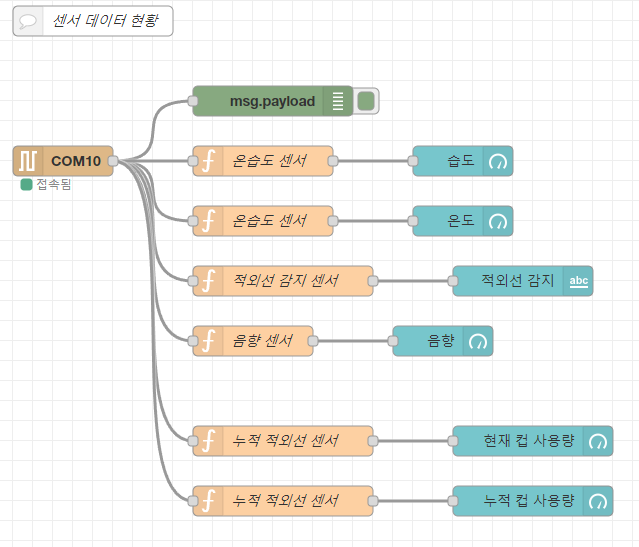 센서 데이터 현황
msg.payload
COM10
접속됨
온습도 센서
습도
온습도 센서
온도
적외선 감지 센서
적외선 감지
abc
음향 센서
음향
누적 적외선 센서
현재 컵 사용량
누적 적외선 센서
누적 컵 사용량